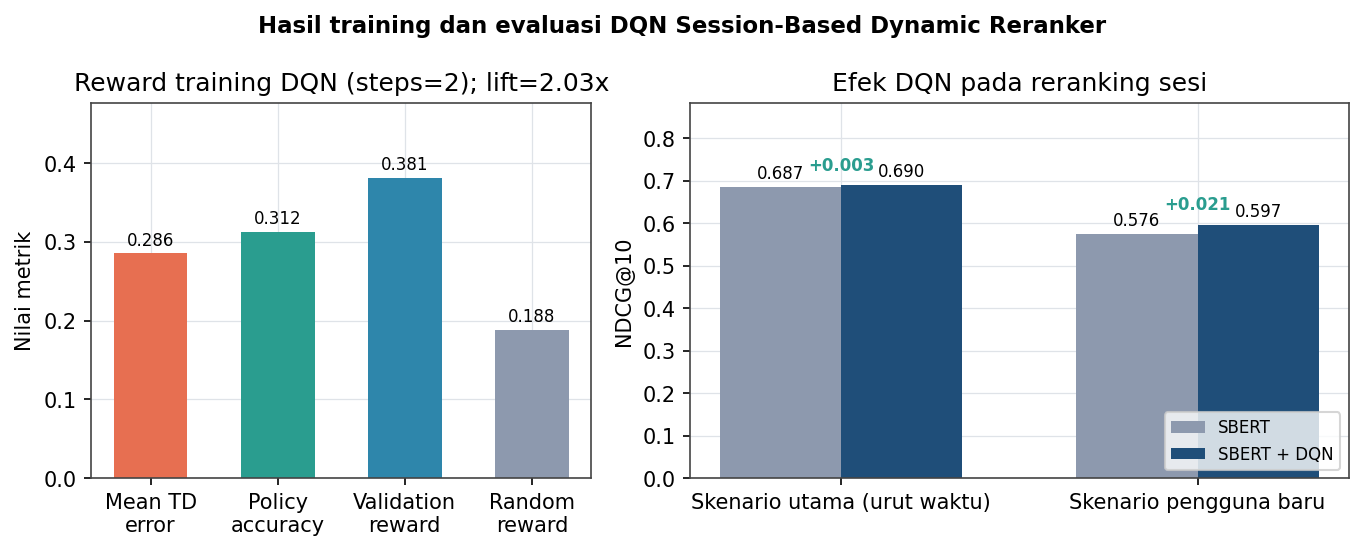 Hasil training dan evaluasi DQN Session-Based Dynamic Reranker
Reward training DQN (steps=2); lift=2.03x
Nilai metrik
0.4
0.3
0.2
0.1
0.0
0.286
0.312
0.381
0.188
Mean TD
error
Policy
accuracy
Validation
reward
Random
reward
Efek DQN pada reranking sesi
NDCG@10
0.8
0.7
0.6
0.5
0.4
0.3
0.2
0.1
0.0
0.687
+0.003
0.690
0.576
+0.021
0.597
SBERT
SBERT + DQN
Skenario utama (urut waktu)
Skenario pengguna baru